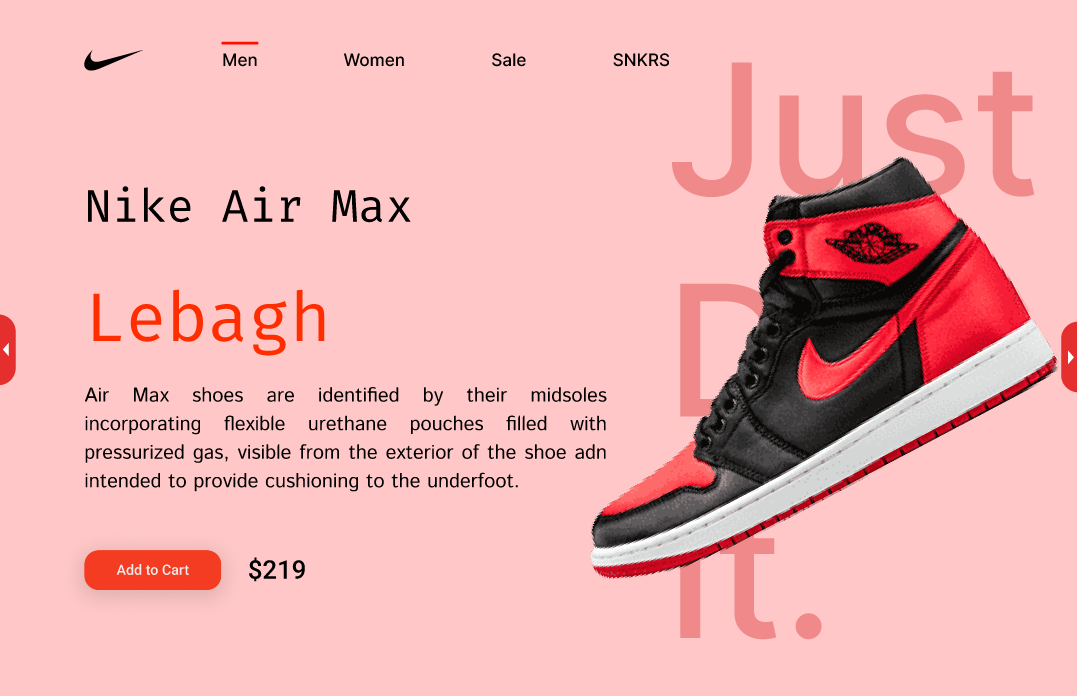 Men Women Sale SNKRS
Just
Nike Air Max
D
Lebagh
Air Max shoes are identified by their midsoles
incorporating flexible urethane pouches filled with
pressurized gas, visible from the exterior of the shoe adn
intended to provide cushioning to the underfoot.
It.
Add to Cart $219